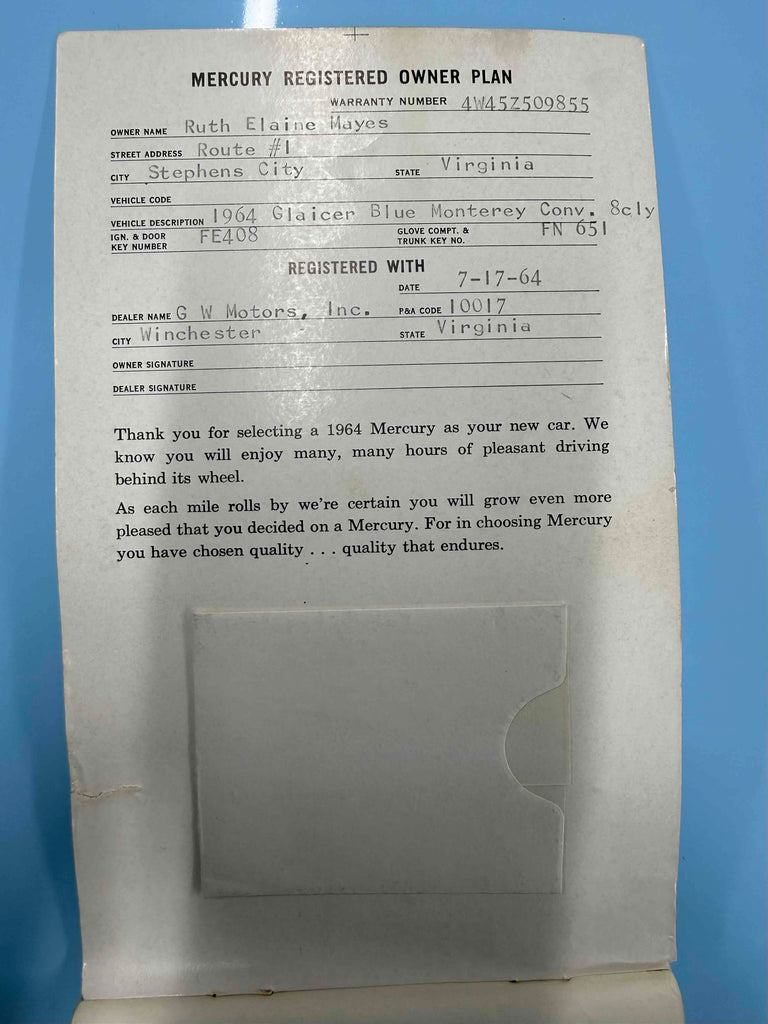 MERCURY REGISTERED OWNER PLAN
WARRANTY NUMBER 4W45Z509855
OWNER NAME Ruth Elaine Mayes
STREET ADDRESS Route #1
CITY Stephens City STATE Virginia
VEHICLE CODE
VEHICLE DESCRIPTION 1964 Glaicer Blue Monterey Conv. 8cly
IGN. & DOOR KEY NUMBER FE408 GLOVE COMPT. & TRUNK KEY NO. FN 651
REGISTERED WITH
DATE 7-17-64
DEALER NAME G W Motors, Inc. P&A CODE 10017
CITY Winchester STATE Virginia
OWNER SIGNATURE
DEALER SIGNATURE
Thank you for selecting a 1964 Mercury as your new car. We
know you will enjoy many, many hours of pleasant driving
behind its wheel.
As each mile rolls by we're certain you will grow even more
pleased that you decided on a Mercury. For in choosing Mercury
you have chosen quality . . . quality that endures.